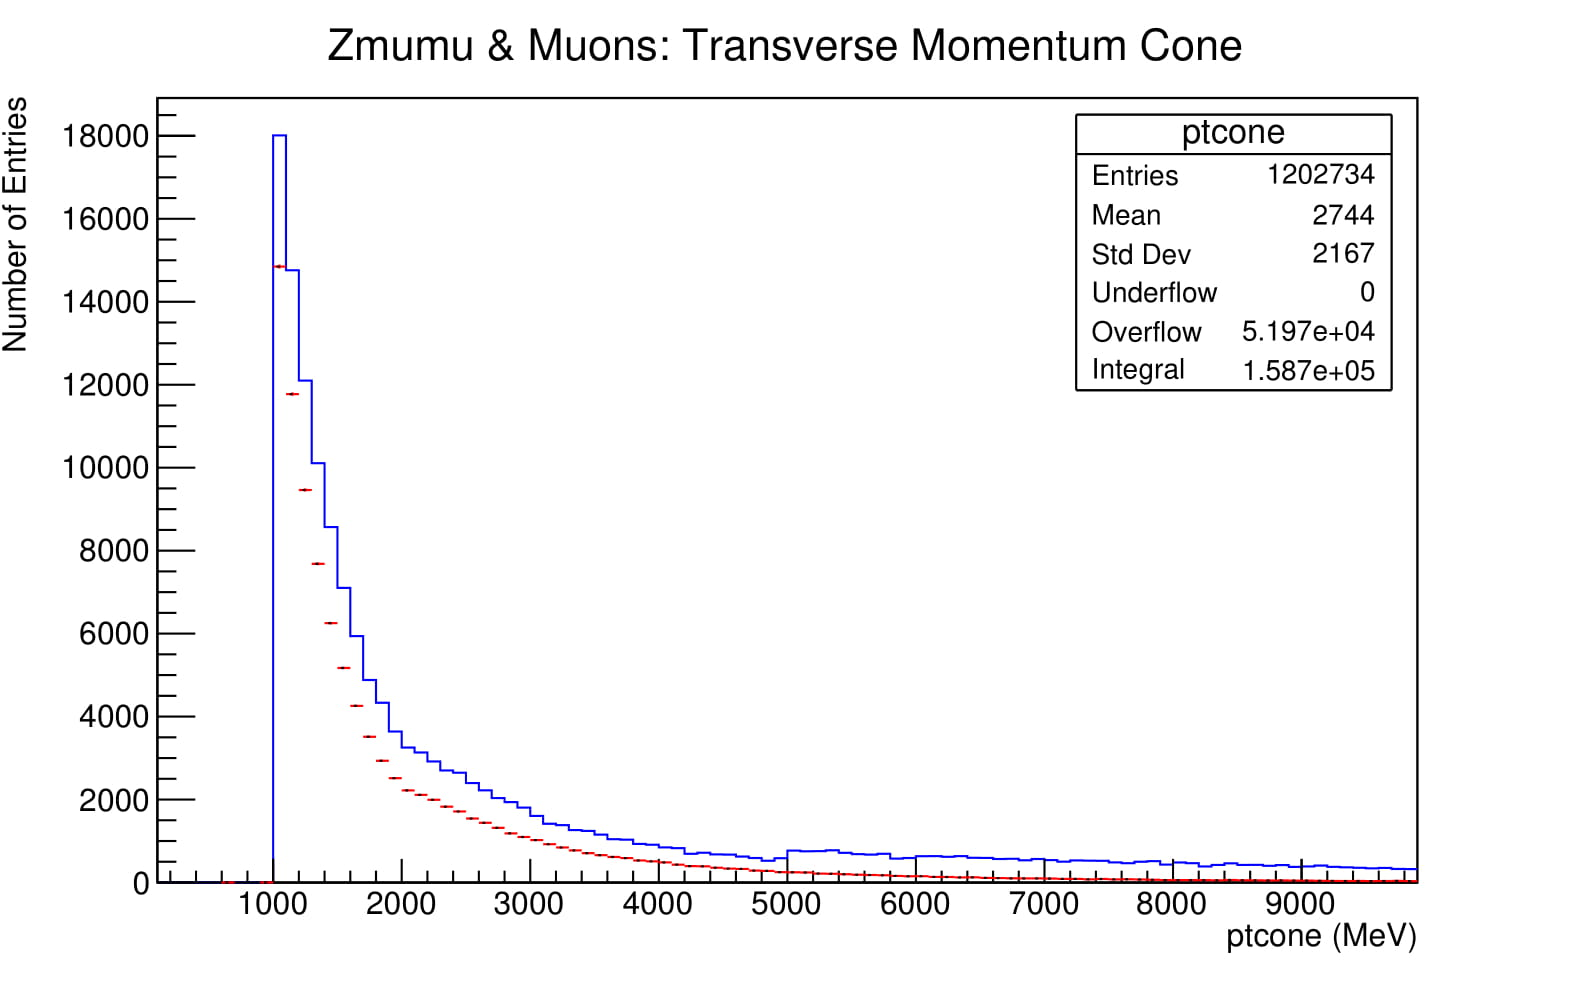 Zmumu & Muons: Transverse Momentum Cone
Number of Entries
18000
16000
14000
12000
10000
8000
6000
4000
2000
0
ptcone
Entries 1202734
Mean 2744
Std Dev 2167
Underflow 0
Overflow 5.197e+04
Integral 1.587e+05
1000 2000 3000 4000 5000 6000 7000 8000 9000
ptcone (MeV)